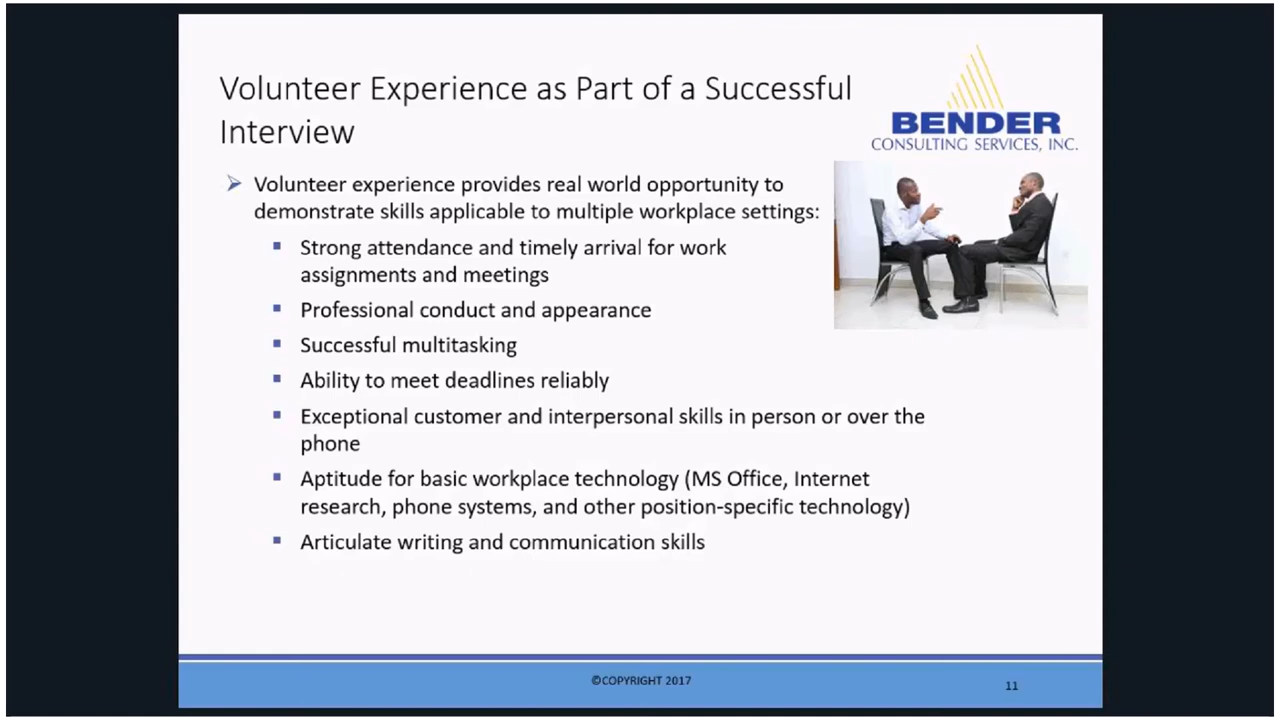 Volunteer Experience as Part of a Successful
Interview
BENDER
CONSULTING SERVICES, INC.
Volunteer experience provides real world opportunity to
demonstrate skills applicable to multiple workplace settings:
Strong attendance and timely arrival for work
assignments and meetings
Professional conduct and appearance
Successful multitasking
Ability to meet deadlines reliably
Exceptional customer and interpersonal skills in person or over the
phone
Aptitude for basic workplace technology (MS Office, Internet
research, phone systems, and other position-specific technology)
Articulate writing and communication skills
©COPYRIGHT 2017
11